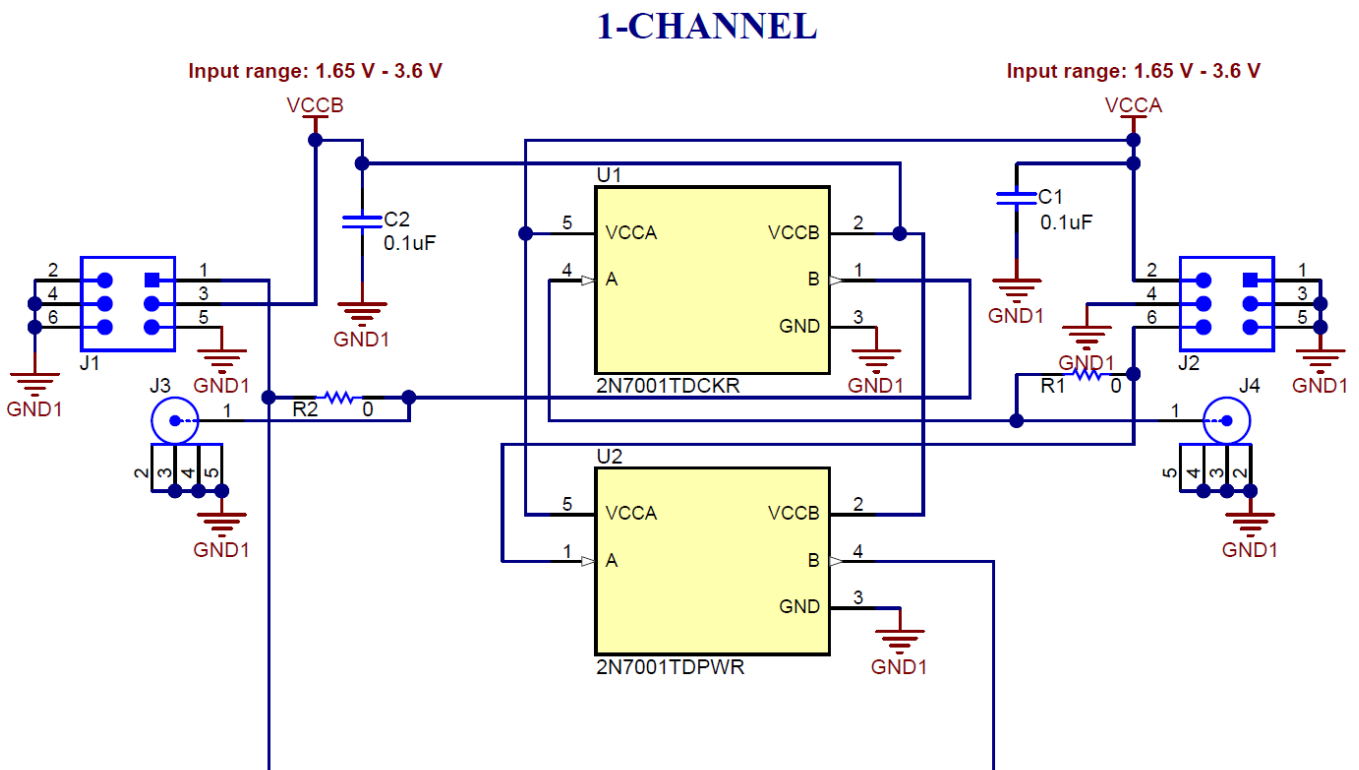 1-CHANNEL
Input range: 1.65 V - 3.6 V
Input range: 1.65 V - 3.6 V
VCCB
VCCA
U1
C2
0.1uF
C1
0.1uF
5
VCCA
VCCB
2
4
A
B
1
GND
3
2N7001TDCKR
GND1
2
4
6
1
3
5
J1
GND1
GND1
GND1
2
4
6
1
3
5
J2
GND1
GND1
GND1
J3
1
R2
0
2
3
4
5
GND1
R1
0
J4
1
5
4
3
2
GND1
U2
5
VCCA
VCCB
2
1
A
B
4
GND
3
2N7001TDPWR
GND1